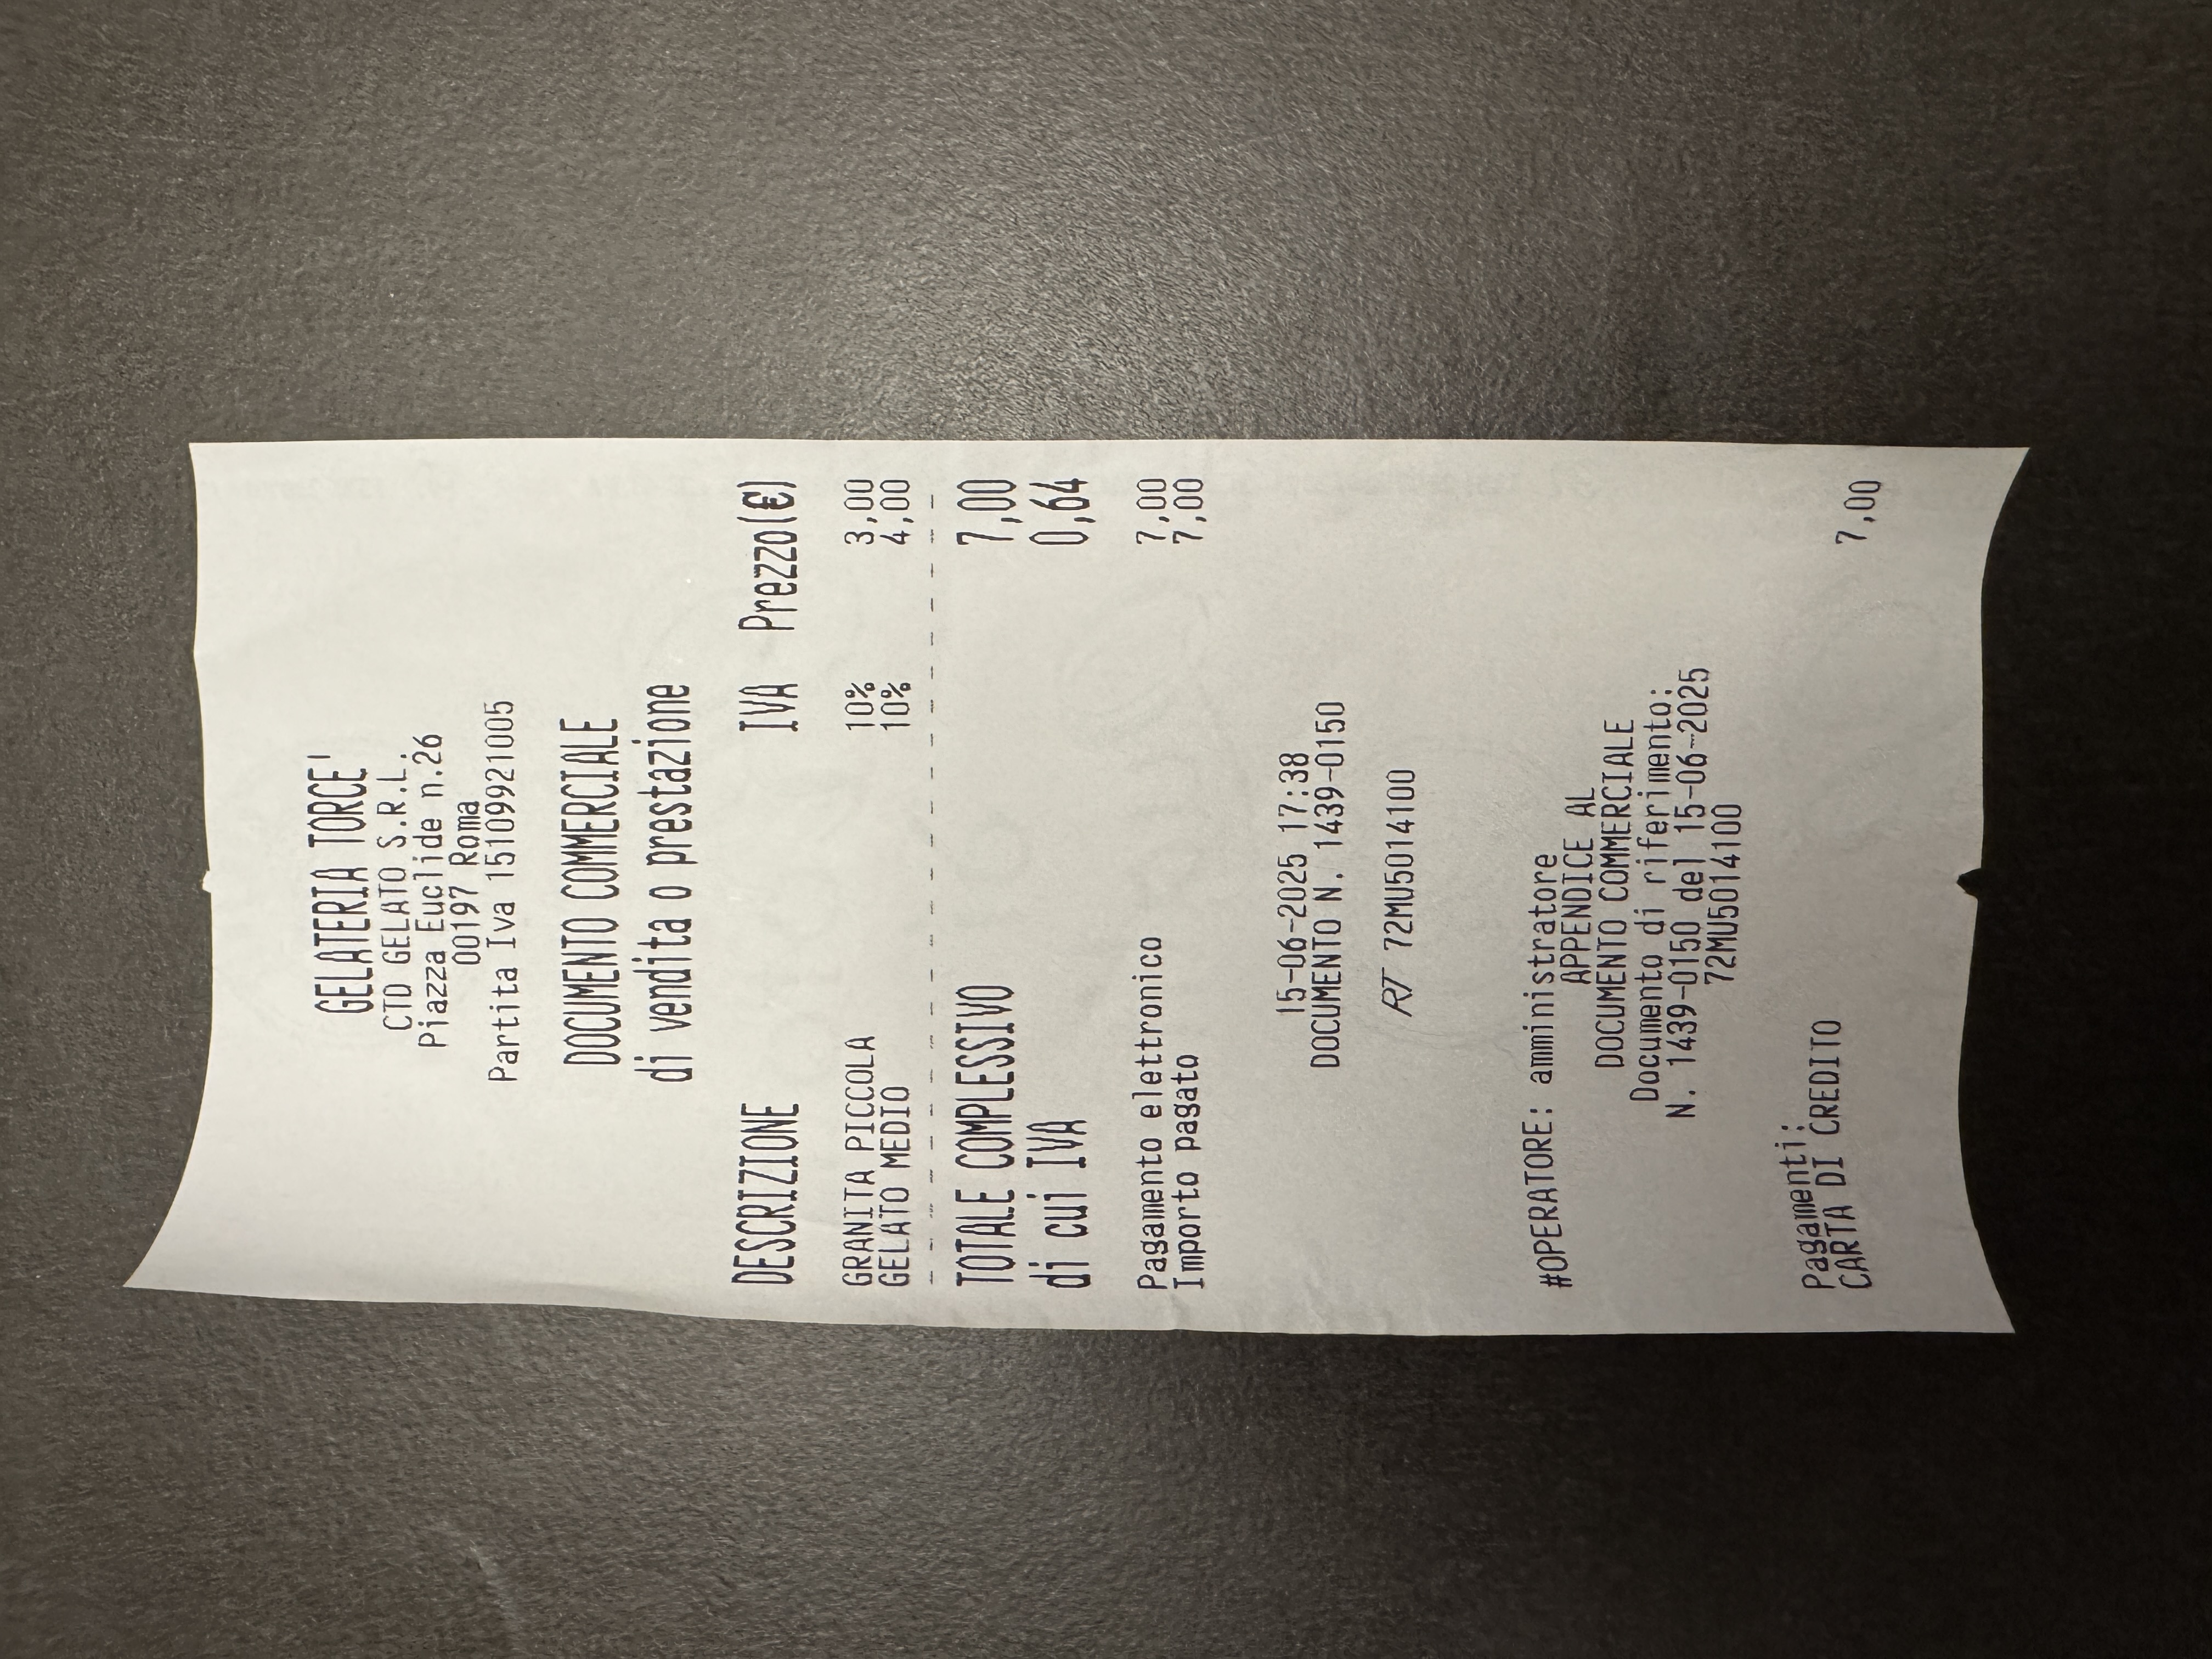 GELATERIA TORCE'
CTD GELATO S.R.L.
Piazza Euclide n.26
00197 Roma
Partita Iva 15109921005
DOCUMENTO COMMERCIALE
di vendita o prestazione
DESCRIZIONE IVA Prezzo(€)
GRANITA PICCOLA 10% 3,00
GELATO MEDIO 10% 4,00
TOTALE COMPLESSIVO 7,00
di cui IVA 0,64
Pagamento elettronico 7,00
Importo pagato 7,00
15-06-2025 17:38
DOCUMENTO N. 1439-0150
RT 72MU5014100
#OPERATORE: amministratore
APPENDICE AL
DOCUMENTO COMMERCIALE
Documento di riferimento:
N. 1439-0150 del 15-06-2025
72MU5014100
Pagamenti:
CARTA DI CREDITO 7,00